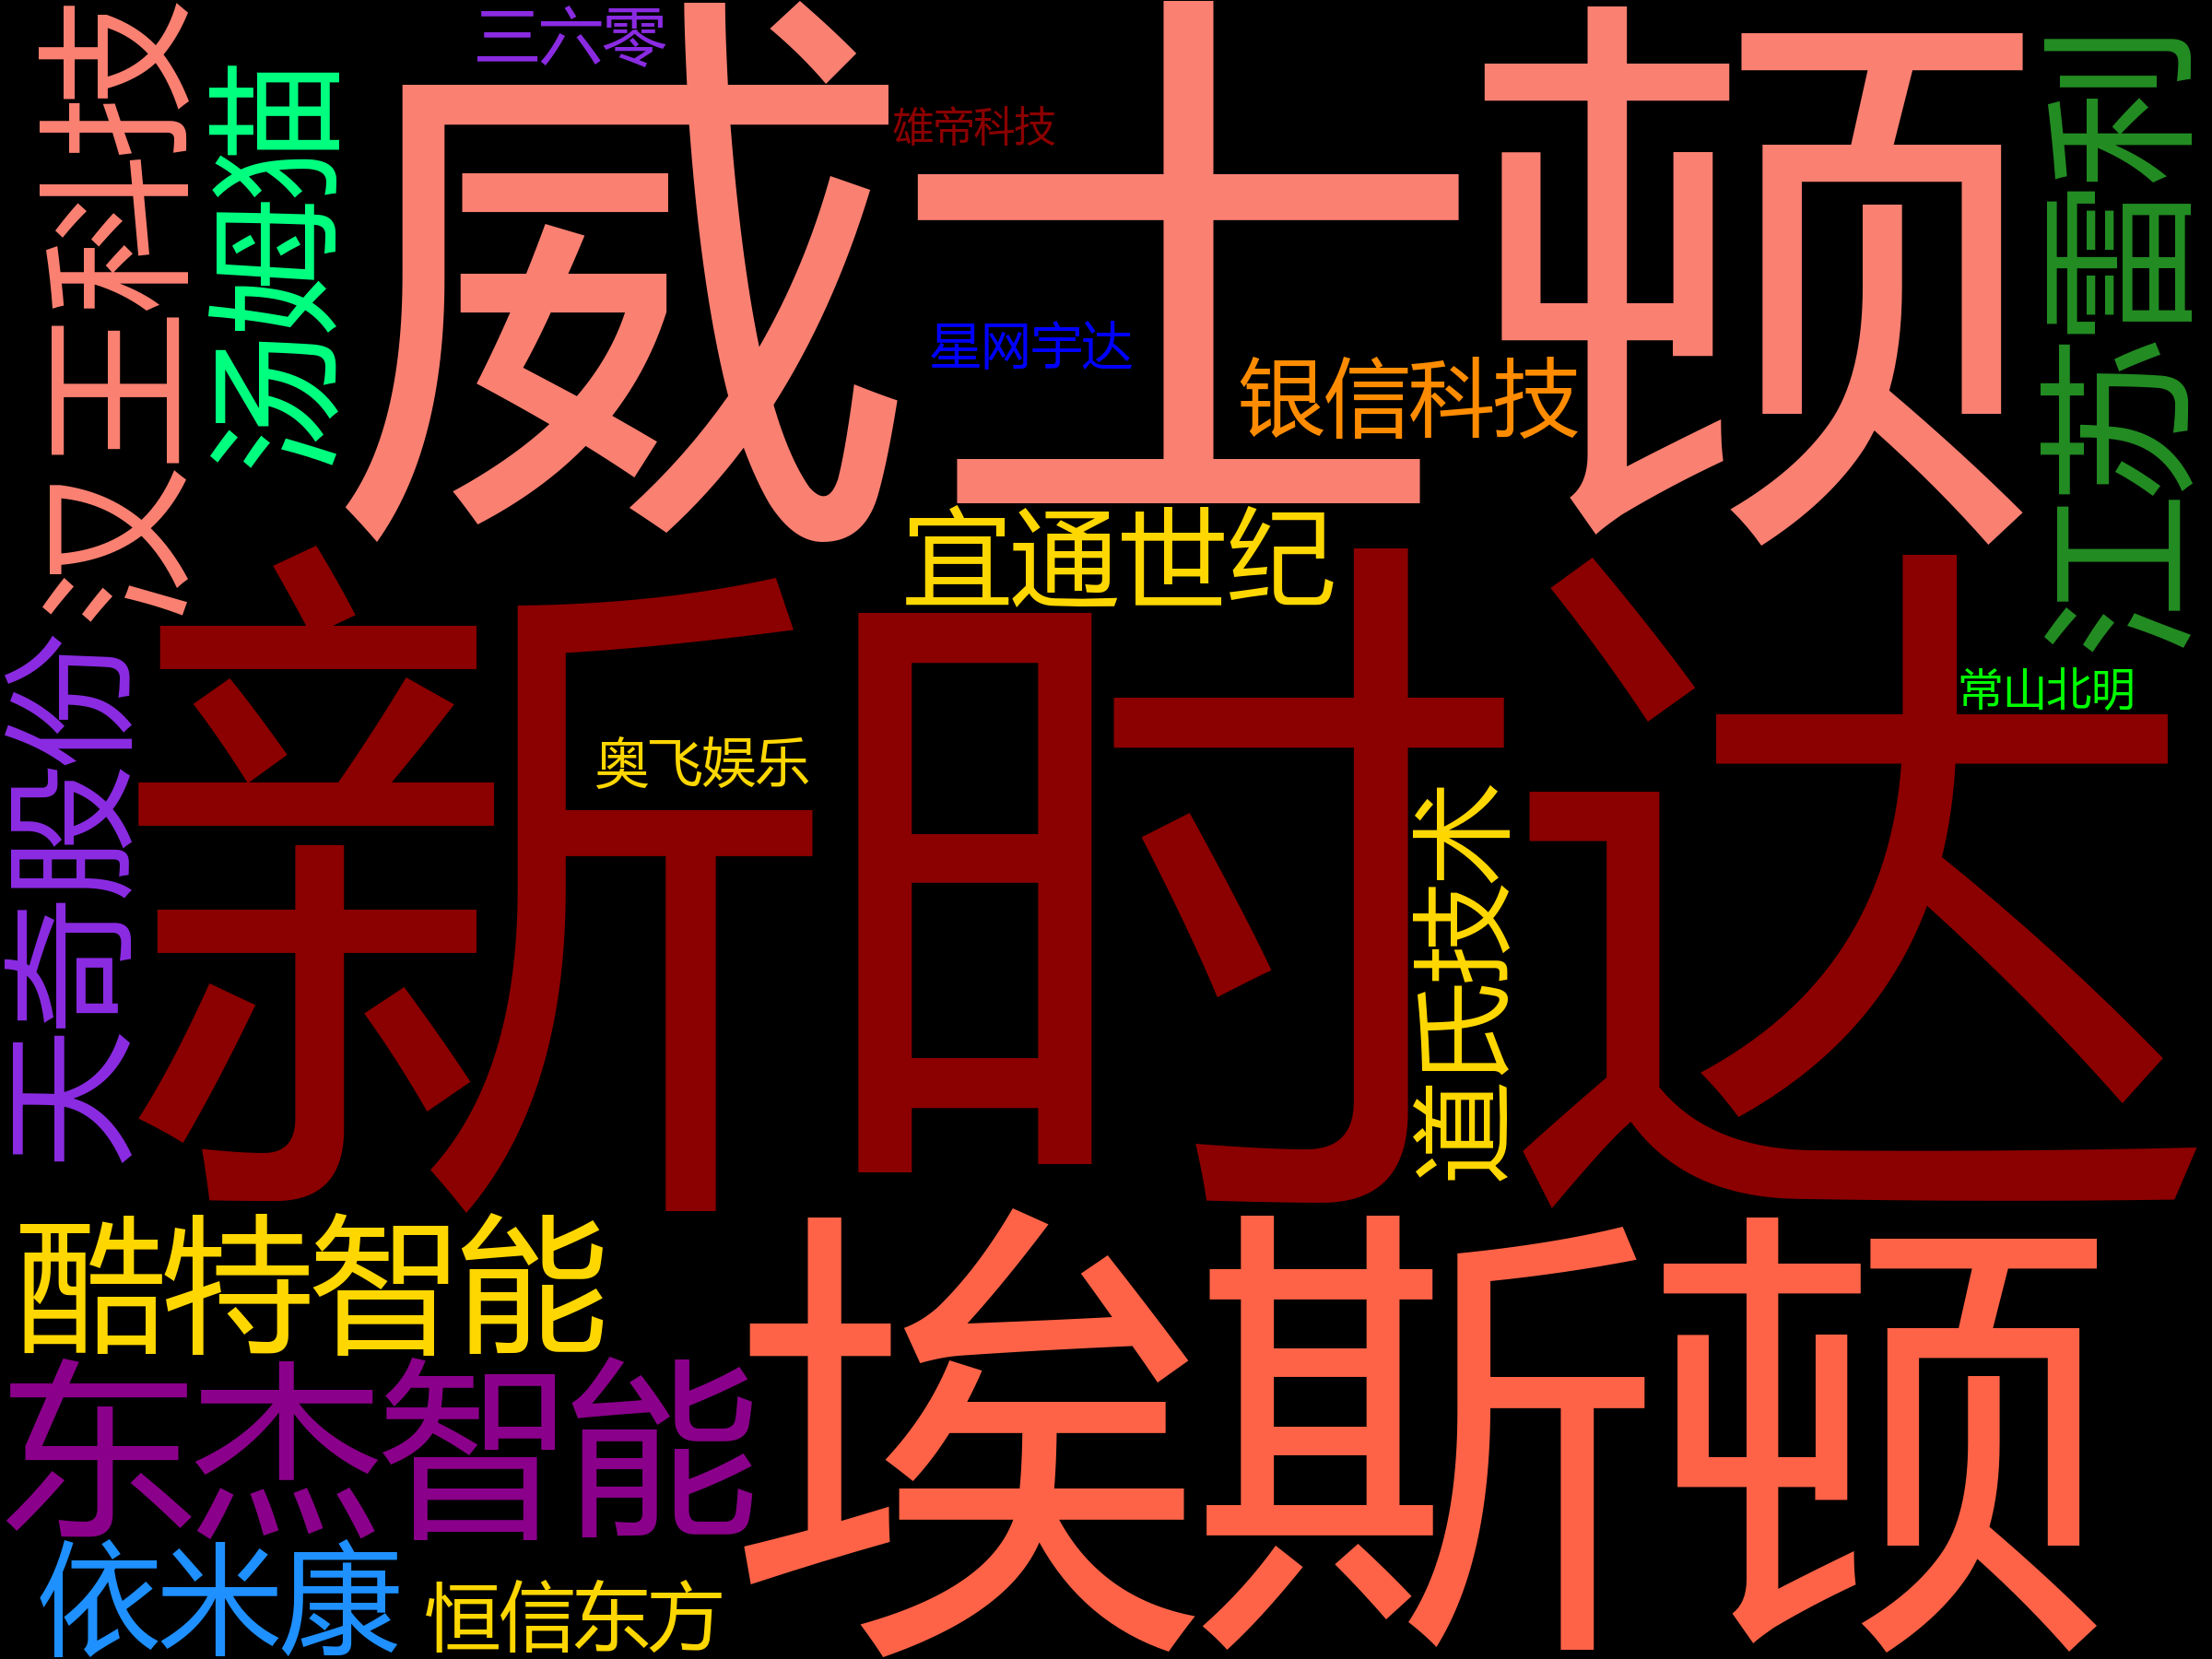 三六零
威士顿
维帝科技
汉王科技
汤姆猫
江苏雷利
星网宇达
银信科技
宜通世纪
新时达
天奇股份
常山北明
奥飞娱乐
道氏技术
酷特智能
埃斯顿
东杰智能
依米康
恒信东方